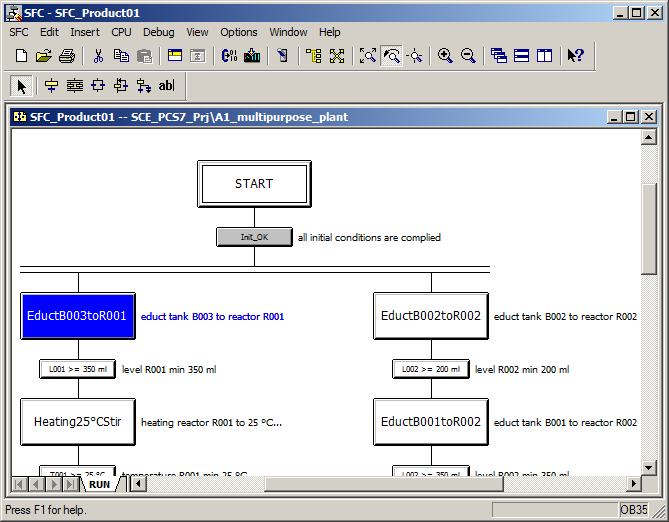 SFC - SFC_Product01
SFC Edit Insert CPU Debug View Options Window Help
abl
SFC_Product01 -- SCE_PCS7_Prj\A1_multipurpose_plant
START
Init_OK all initial conditions are complied
EductB003toR001 educt tank B003 to reactor R001 EductB002toR002 educt tank B002 to reactor R002
L001 >= 350 ml level R001 min 350 ml L002 >= 200 ml level R002 min 200 ml
Heating25°CStir heating reactor R001 to 25 °C... EductB001toR002 educt tank B001 to reactor R002
T001 >= 25 °C temperature R001 min 25 °C L002 >= 350 ml level R002 min 350 ml
RUN
Press F1 for help. OB35